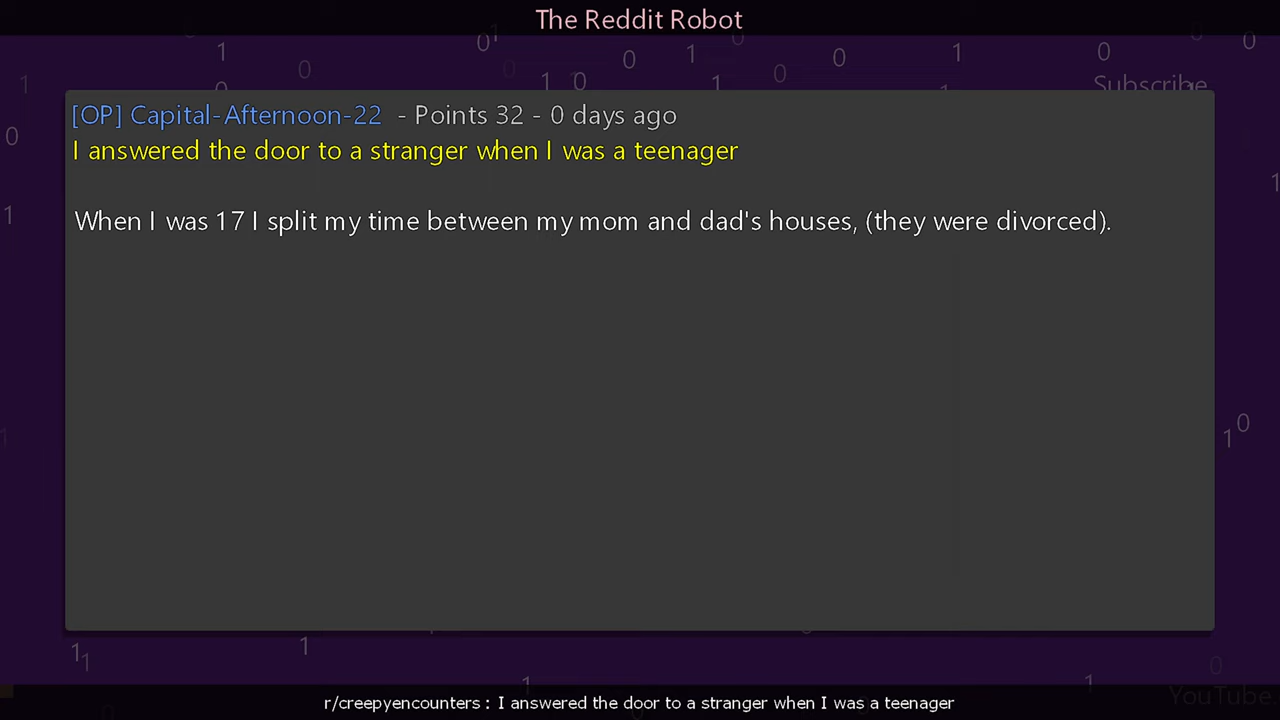 The Reddit Robot
Subscribe
[OP] Capital-Afternoon-22 - Points 32 - 0 days ago
I answered the door to a stranger when I was a teenager
When I was 17 I split my time between my mom and dad's houses, (they were divorced).
r/creepyencounters : I answered the door to a stranger when I was a teenager
YouTube